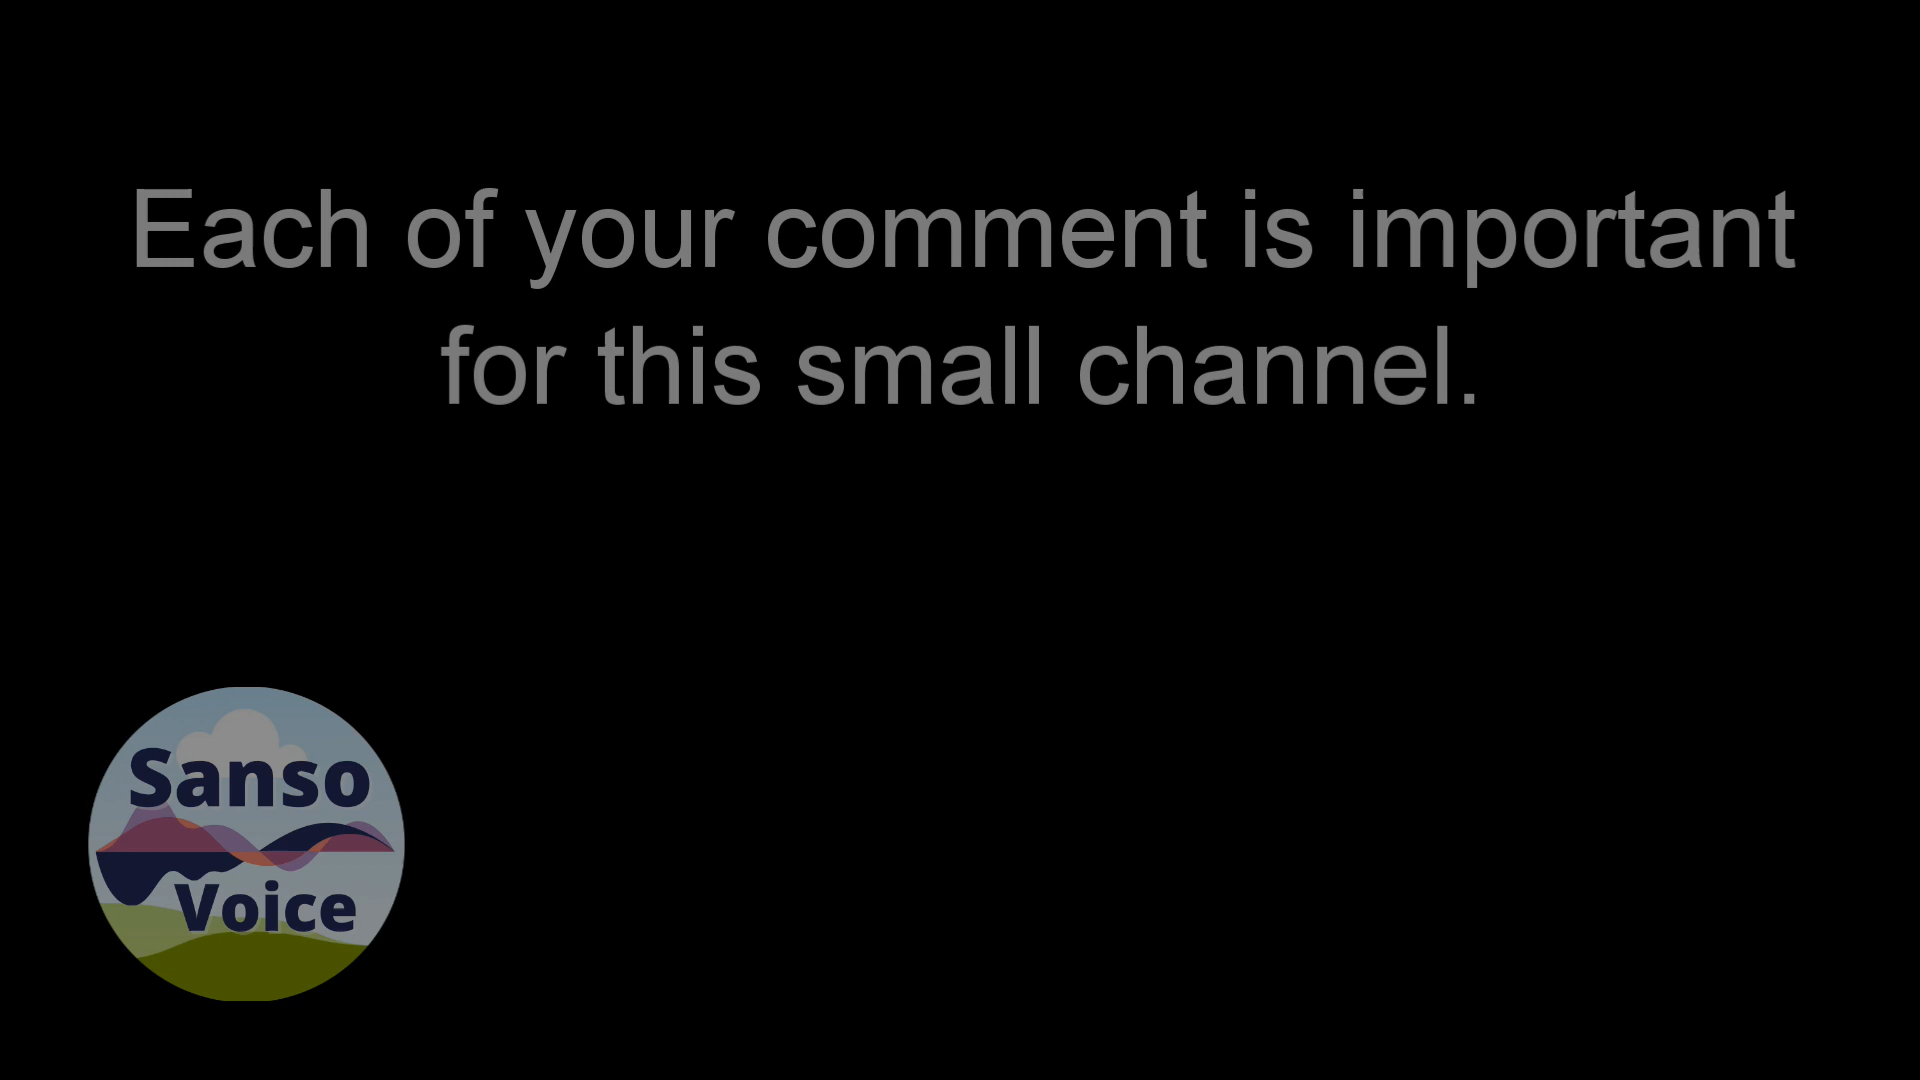 Each of your comment is important
for this small channel.
Sanso
Voice